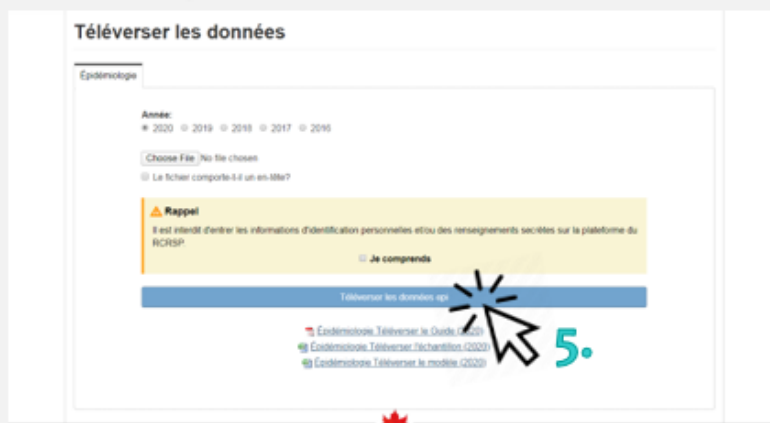 Téléverser les données
Épidémiologie
Année:
2020 2019 2018 2017 2016
Choose File No file chosen
Le fichier comporte-t-il un en-tête?
Rappel
Il est interdit d'entrer les informations d'identification personnelles et/ou des renseignements secrètes sur la plateforme du
RCRSP.
Je comprends
Téléverser les données epi
Épidémiologie Téléverser le Guide (2020)
Épidémiologie Téléverser l'échantillon (2020)
Épidémiologie Téléverser le modèle (2020)
5.